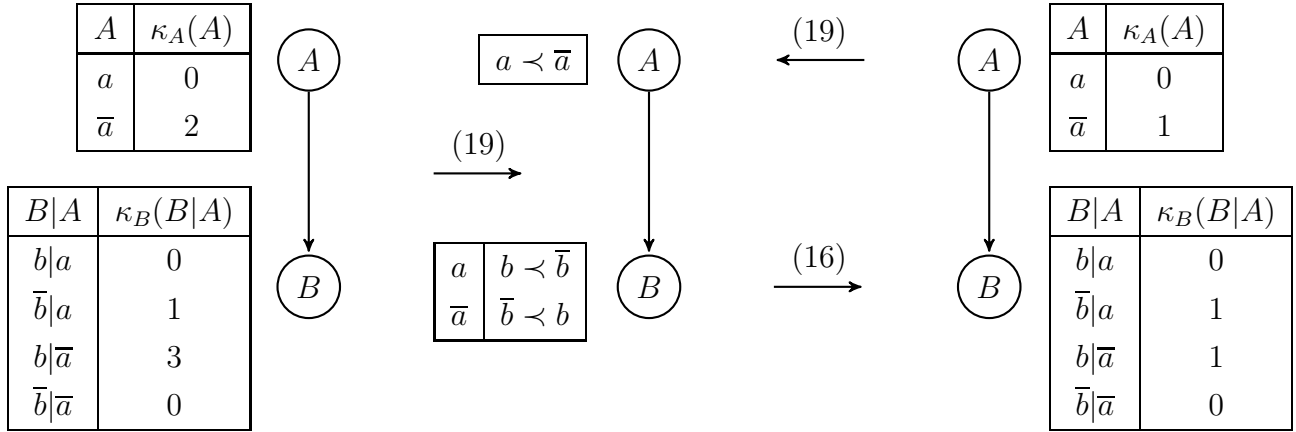 A κ_A(A)
a 0
a̅ 2
A
B|A κ_B(B|A)
b|a 0
b̅|a 1
b|a̅ 3
b̅|a̅ 0
B
(19)
a ≺ a̅
A
a b ≺ b̅
a̅ b̅ ≺ b
B
(19)
(16)
A
A κ_A(A)
a 0
a̅ 1
B
B|A κ_B(B|A)
b|a 0
b̅|a 1
b|a̅ 1
b̅|a̅ 0